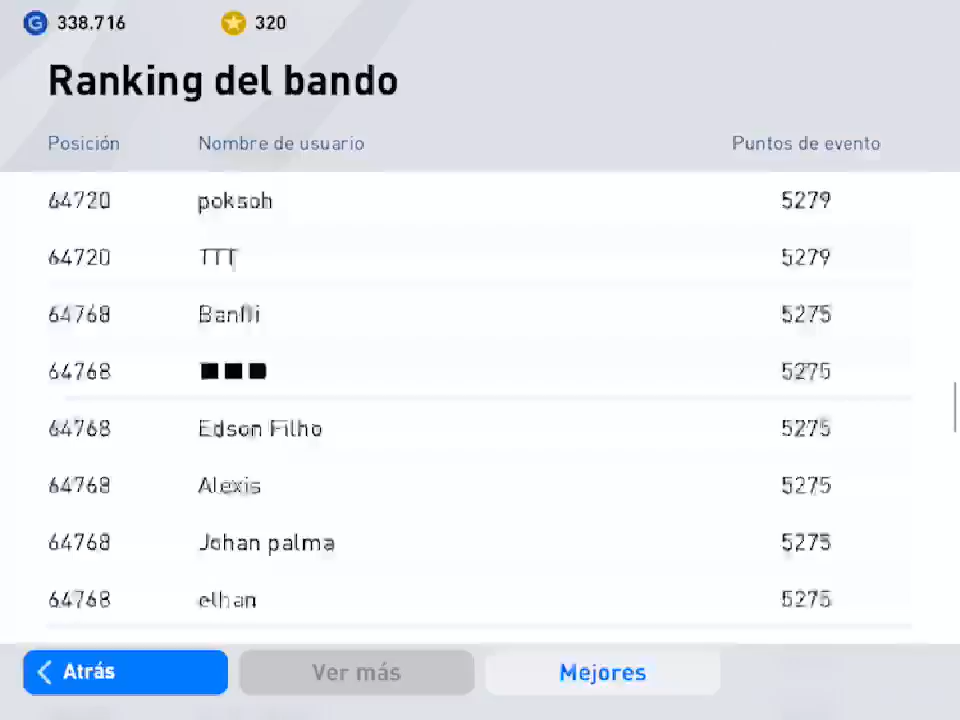 338.716 320
Ranking del bando
Posición Nombre de usuario Puntos de evento
64720 poksoh 5279
64720 TTT 5279
64768 5275
64768 ■■■ 5275
64768 Edson Filho 5275
64768 Alexis 5275
64768 Johan palma 5275
64768 elhan 5275
Atrás Ver más Mejores